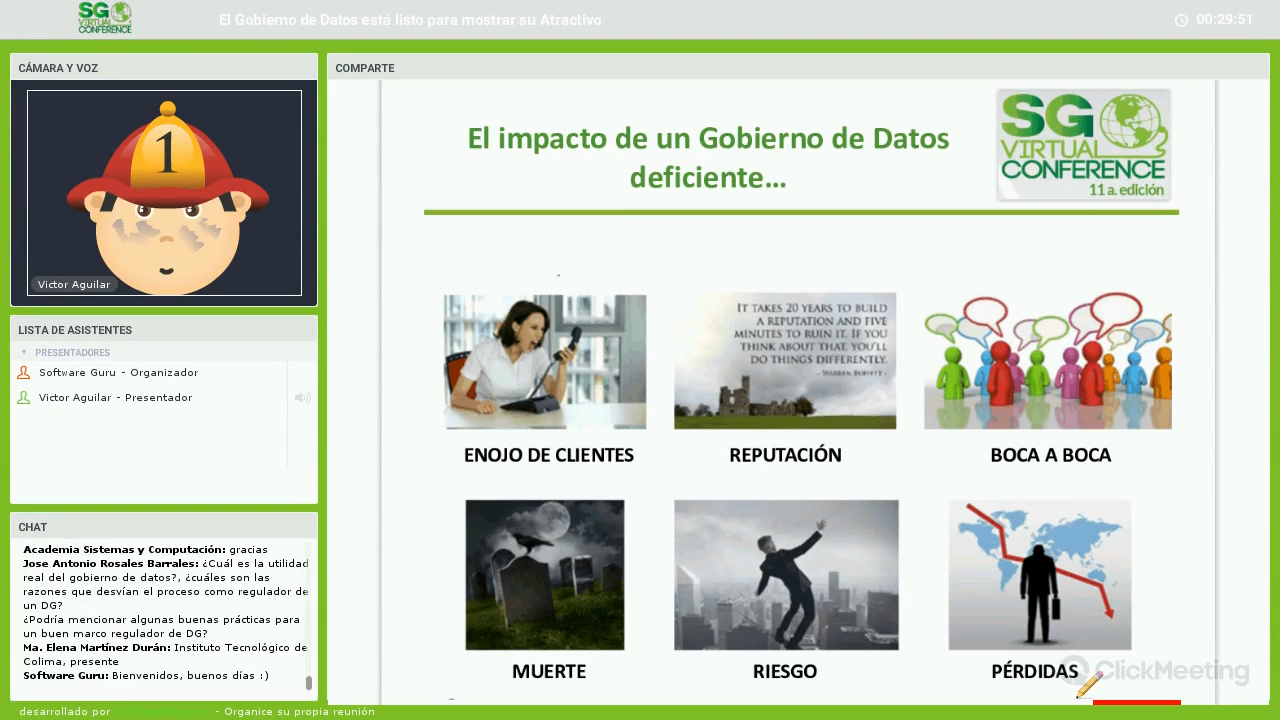 SG
VIRTUAL
CONFERENCE
El Gobierno de Datos está listo para mostrar su Atractivo
00:29:51
CÁMARA Y VOZ
1
Victor Aguilar
LISTA DE ASISTENTES
PRESENTADORES
Software Guru - Organizador
Victor Aguilar - Presentador
CHAT
Academia Sistemas y Computación: gracias
Jose Antonio Rosales Barrales: ¿Cuál es la utilidad
real del gobierno de datos?, ¿cuáles son las
razones que desvían el proceso como regulador de
un DG?
¿Podría mencionar algunas buenas prácticas para
un buen marco regulador de DG?
Ma. Elena Martínez Durán: Instituto Tecnológico de
Colima, presente
Software Guru: Bienvenidos, buenos días :)
desarrollado por
- Organice su propia reunión
COMPARTE
El impacto de un Gobierno de Datos
deficiente...
SG
VIRTUAL
CONFERENCE
11 a. edición
IT TAKES 20 YEARS TO BUILD
A REPUTATION AND FIVE
MINUTES TO RUIN IT. IF YOU
THINK ABOUT THAT, YOU'LL
DO THINGS DIFFERENTLY.
- WARREN BUFFETT -
ENOJO DE CLIENTES
REPUTACIÓN
BOCA A BOCA
MUERTE
RIESGO
PÉRDIDAS
ClickMeeting